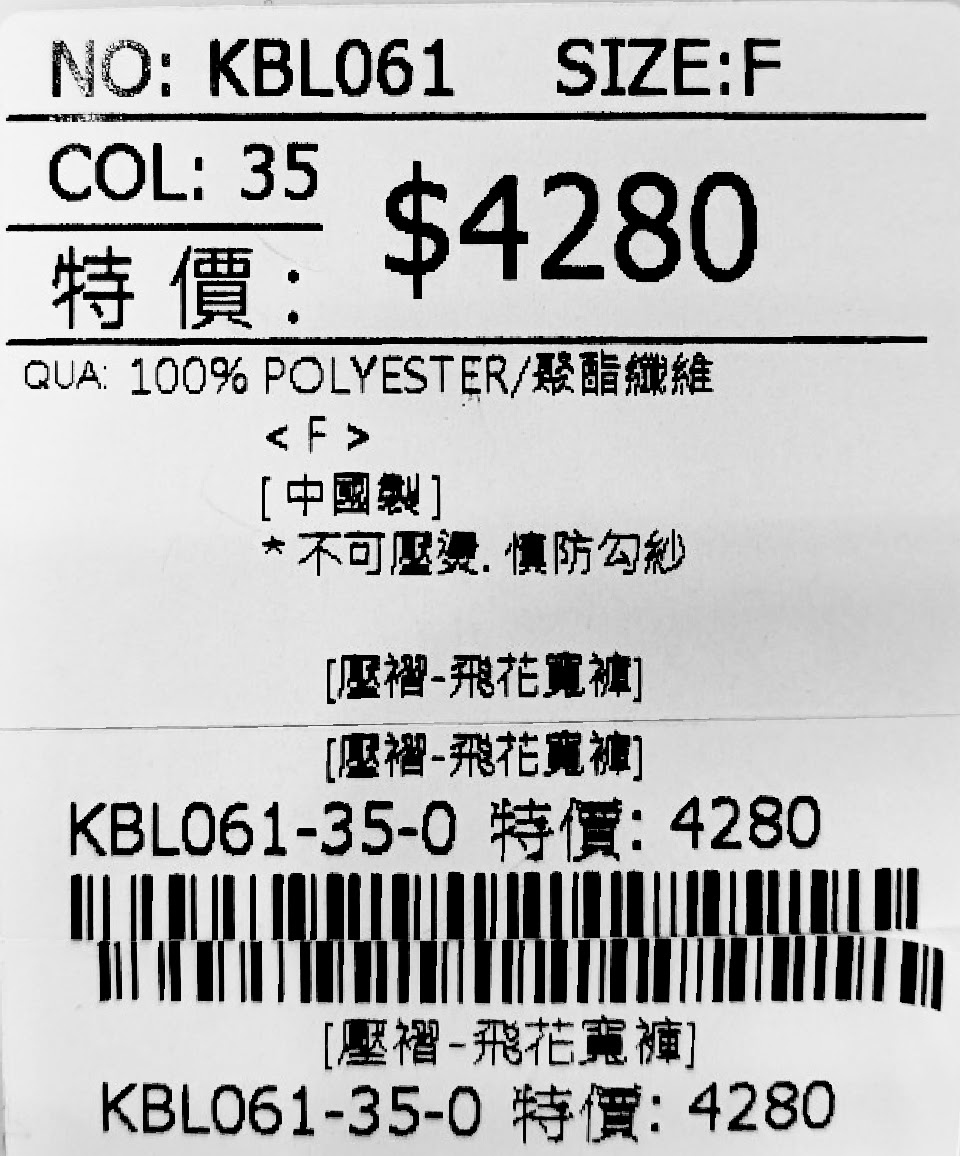 NO: KBL061 SIZE:F
COL: 35
$4280
特價:
QUA: 100% POLYESTER/聚酯纖維
< F >
[中國製]
*不可壓燙.慎防勾紗
[壓褶-飛花寬褲]
[壓褶-飛花寬褲]
KBL061-35-0 特價: 4280
[壓褶-飛花寬褲]
KBL061-35-0 特價: 4280